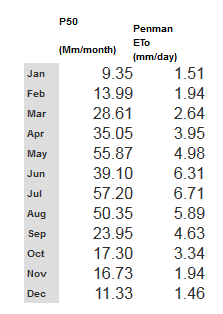 P50
Penman
ETo
(Mm/month)
(mm/day)
Jan 9.35 1.51
Feb 13.99 1.94
Mar 28.61 2.64
Apr 35.05 3.95
May 55.87 4.98
Jun 39.10 6.31
Jul 57.20 6.71
Aug 50.35 5.89
Sep 23.95 4.63
Oct 17.30 3.34
Nov 16.73 1.94
Dec 11.33 1.46